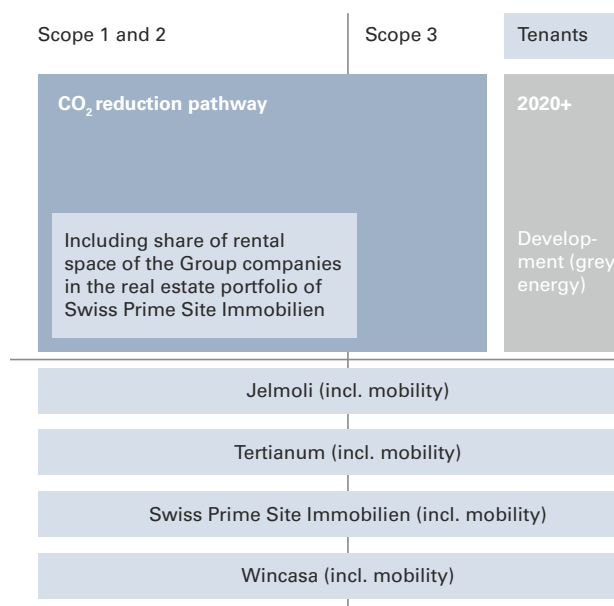 Scope 1 and 2
Scope 3
Tenants
CO₂ reduction pathway
2020+
Including share of rental
space of the Group companies
in the real estate portfolio of
Swiss Prime Site Immobilien
Develop-
ment (grey
energy)
Jelmoli (incl. mobility)
Tertianum (incl. mobility)
Swiss Prime Site Immobilien (incl. mobility)
Wincasa (incl. mobility)